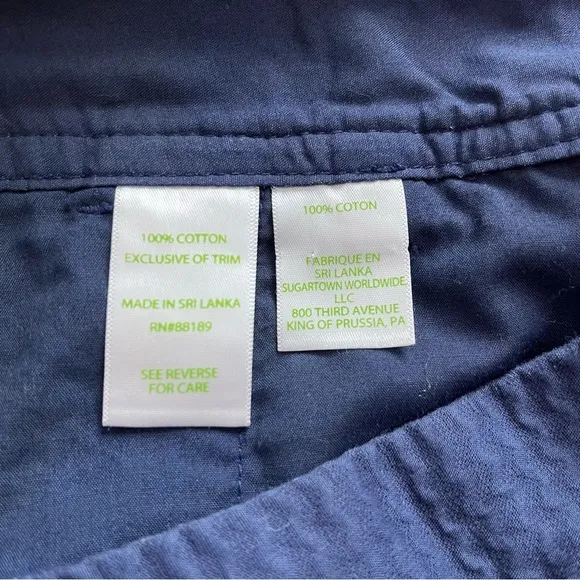 100% COTTON
EXCLUSIVE OF TRIM
MADE IN SRI LANKA
RN#88189
SEE REVERSE
FOR CARE
100% COTON
FABRIQUE EN
SRI LANKA
SUGARTOWN WORLDWIDE
LLC
800 THIRD AVENUE
KING OF PRUSSIA, PA